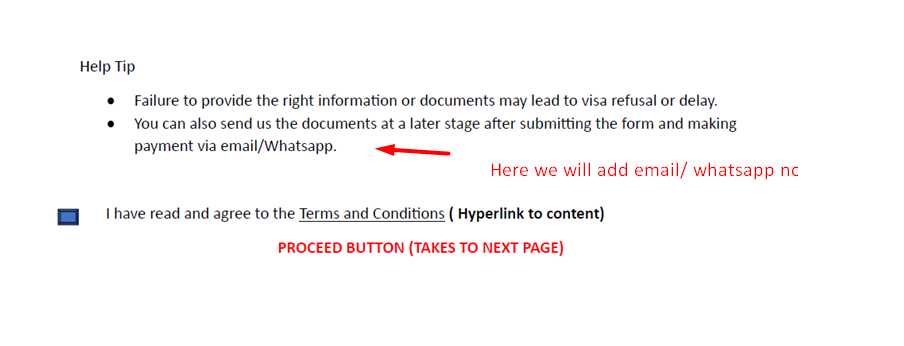 Help Tip
● Failure to provide the right information or documents may lead to visa refusal or delay.
● You can also send us the documents at a later stage after submitting the form and making
payment via email/Whatsapp.
Here we will add email/ whatsapp no
I have read and agree to the Terms and Conditions ( Hyperlink to content)
PROCEED BUTTON (TAKES TO NEXT PAGE)